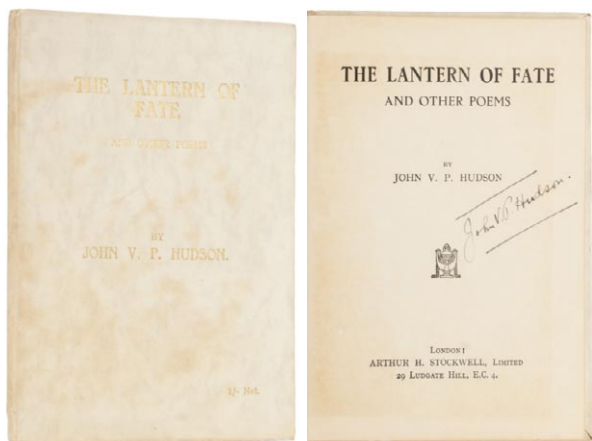 THE LANTERN OF
FATE
AND OTHER POEMS
BY
JOHN V. P. HUDSON.
1/- Net.
THE LANTERN OF FATE
AND OTHER POEMS
BY
JOHN V. P. HUDSON
John V.P. Hudson.
LONDON:
ARTHUR H. STOCKWELL, LIMITED
29 LUDGATE HILL, E.C. 4.